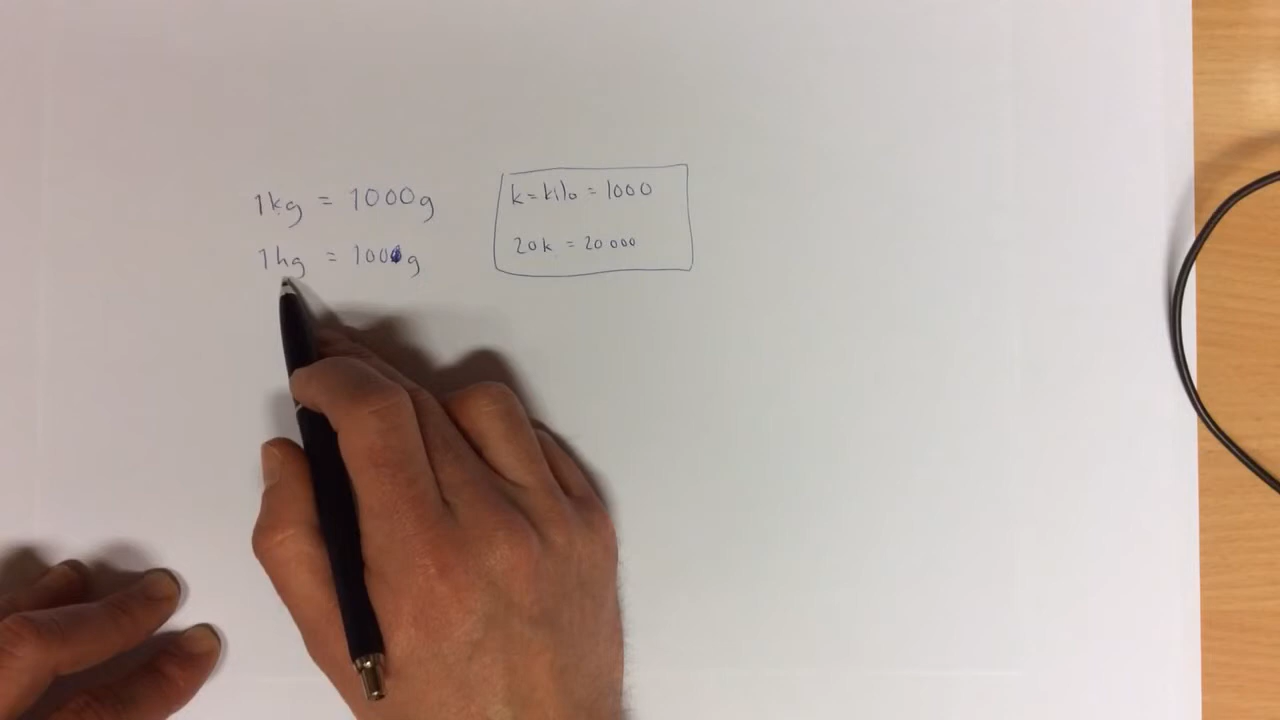 1kg = 1000g
1hg = 100g
k = kilo = 1000
20k = 20 000